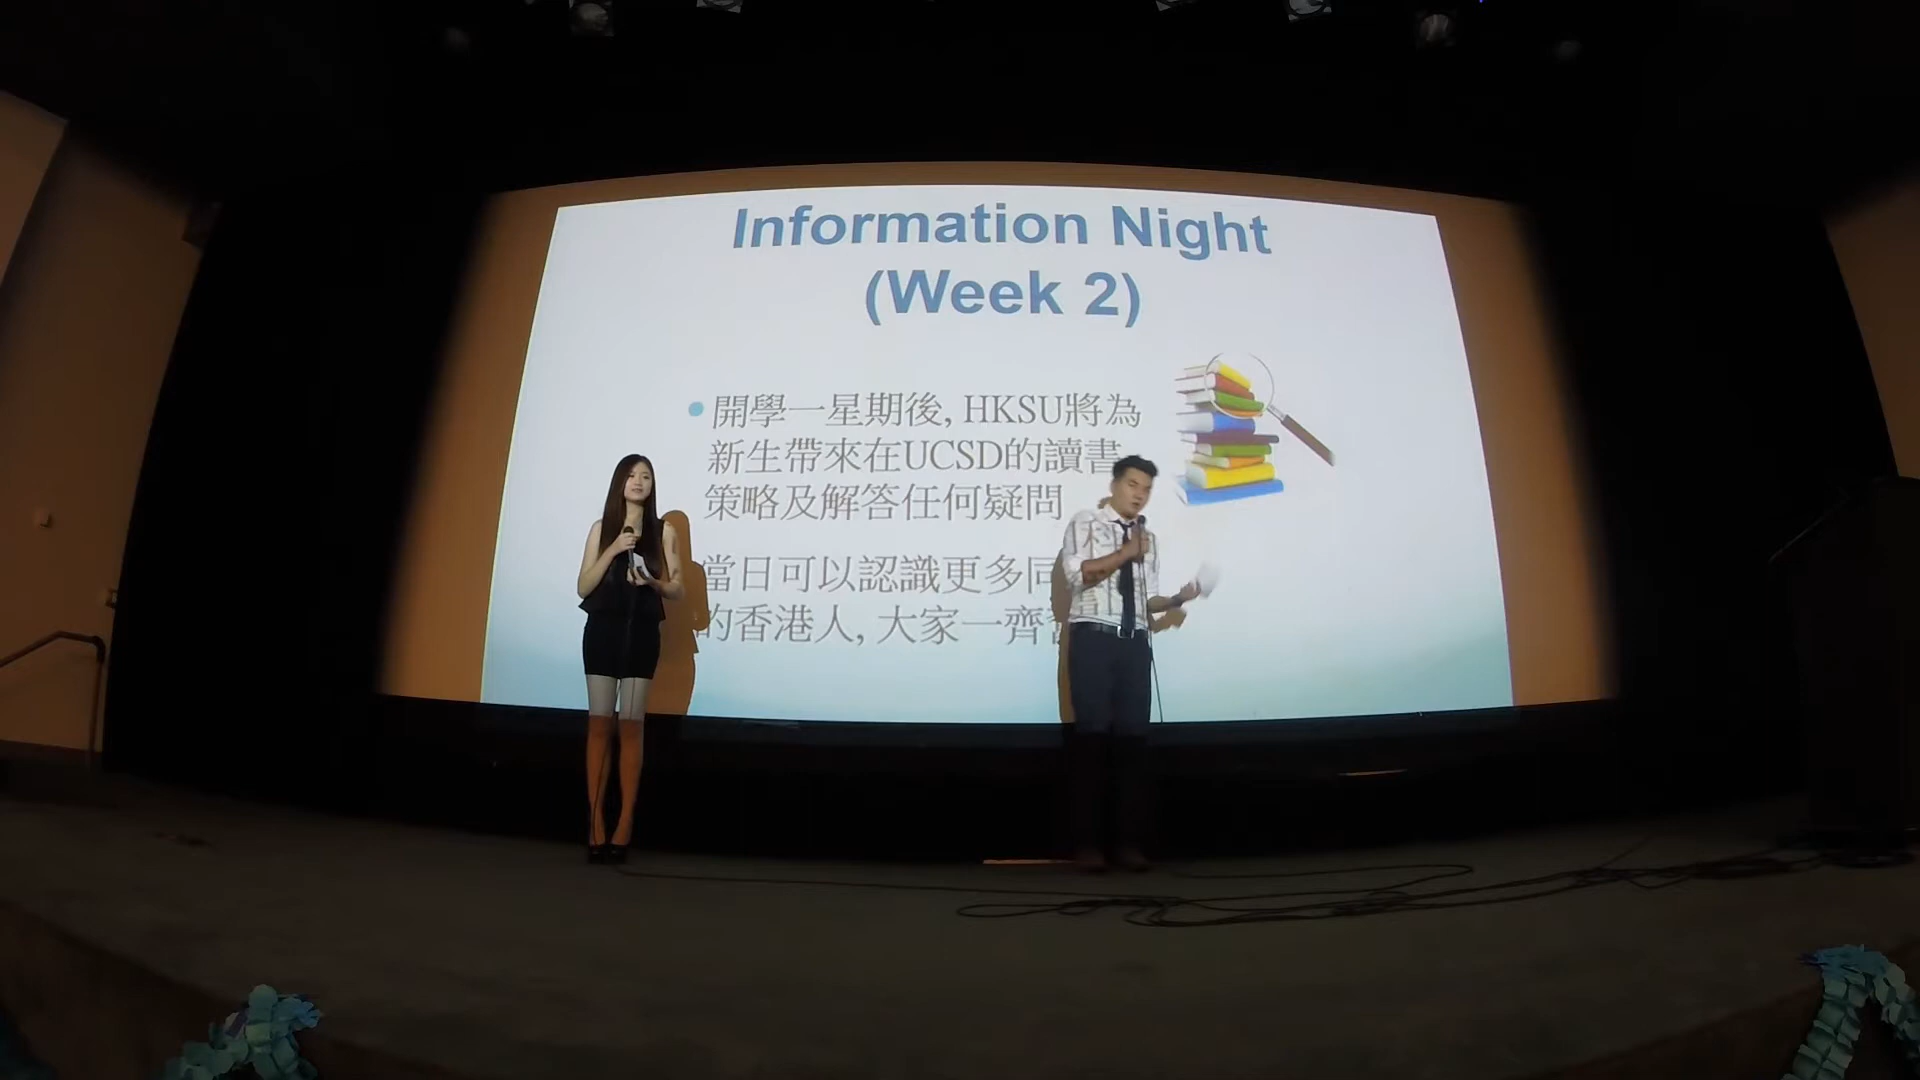 Information Night
(Week 2)
開學一星期後, HKSU將為
新生帶來在UCSD的讀書
策略及解答任何疑問
當日可以認識更多同 科
的香港人, 大家一齊